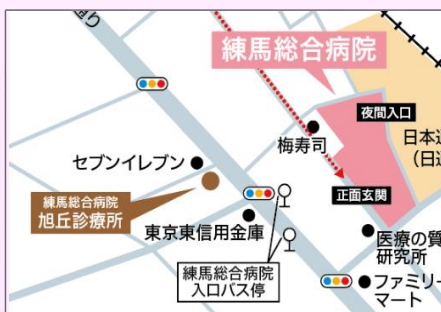 練馬総合病院
夜間入口
日本
梅寿司
セブンイレブン
練馬総合病院
旭丘診療所
正面玄関
東京東信用金庫
医療の質
研究所
練馬総合病院
入口バス停
ファミリー
マート